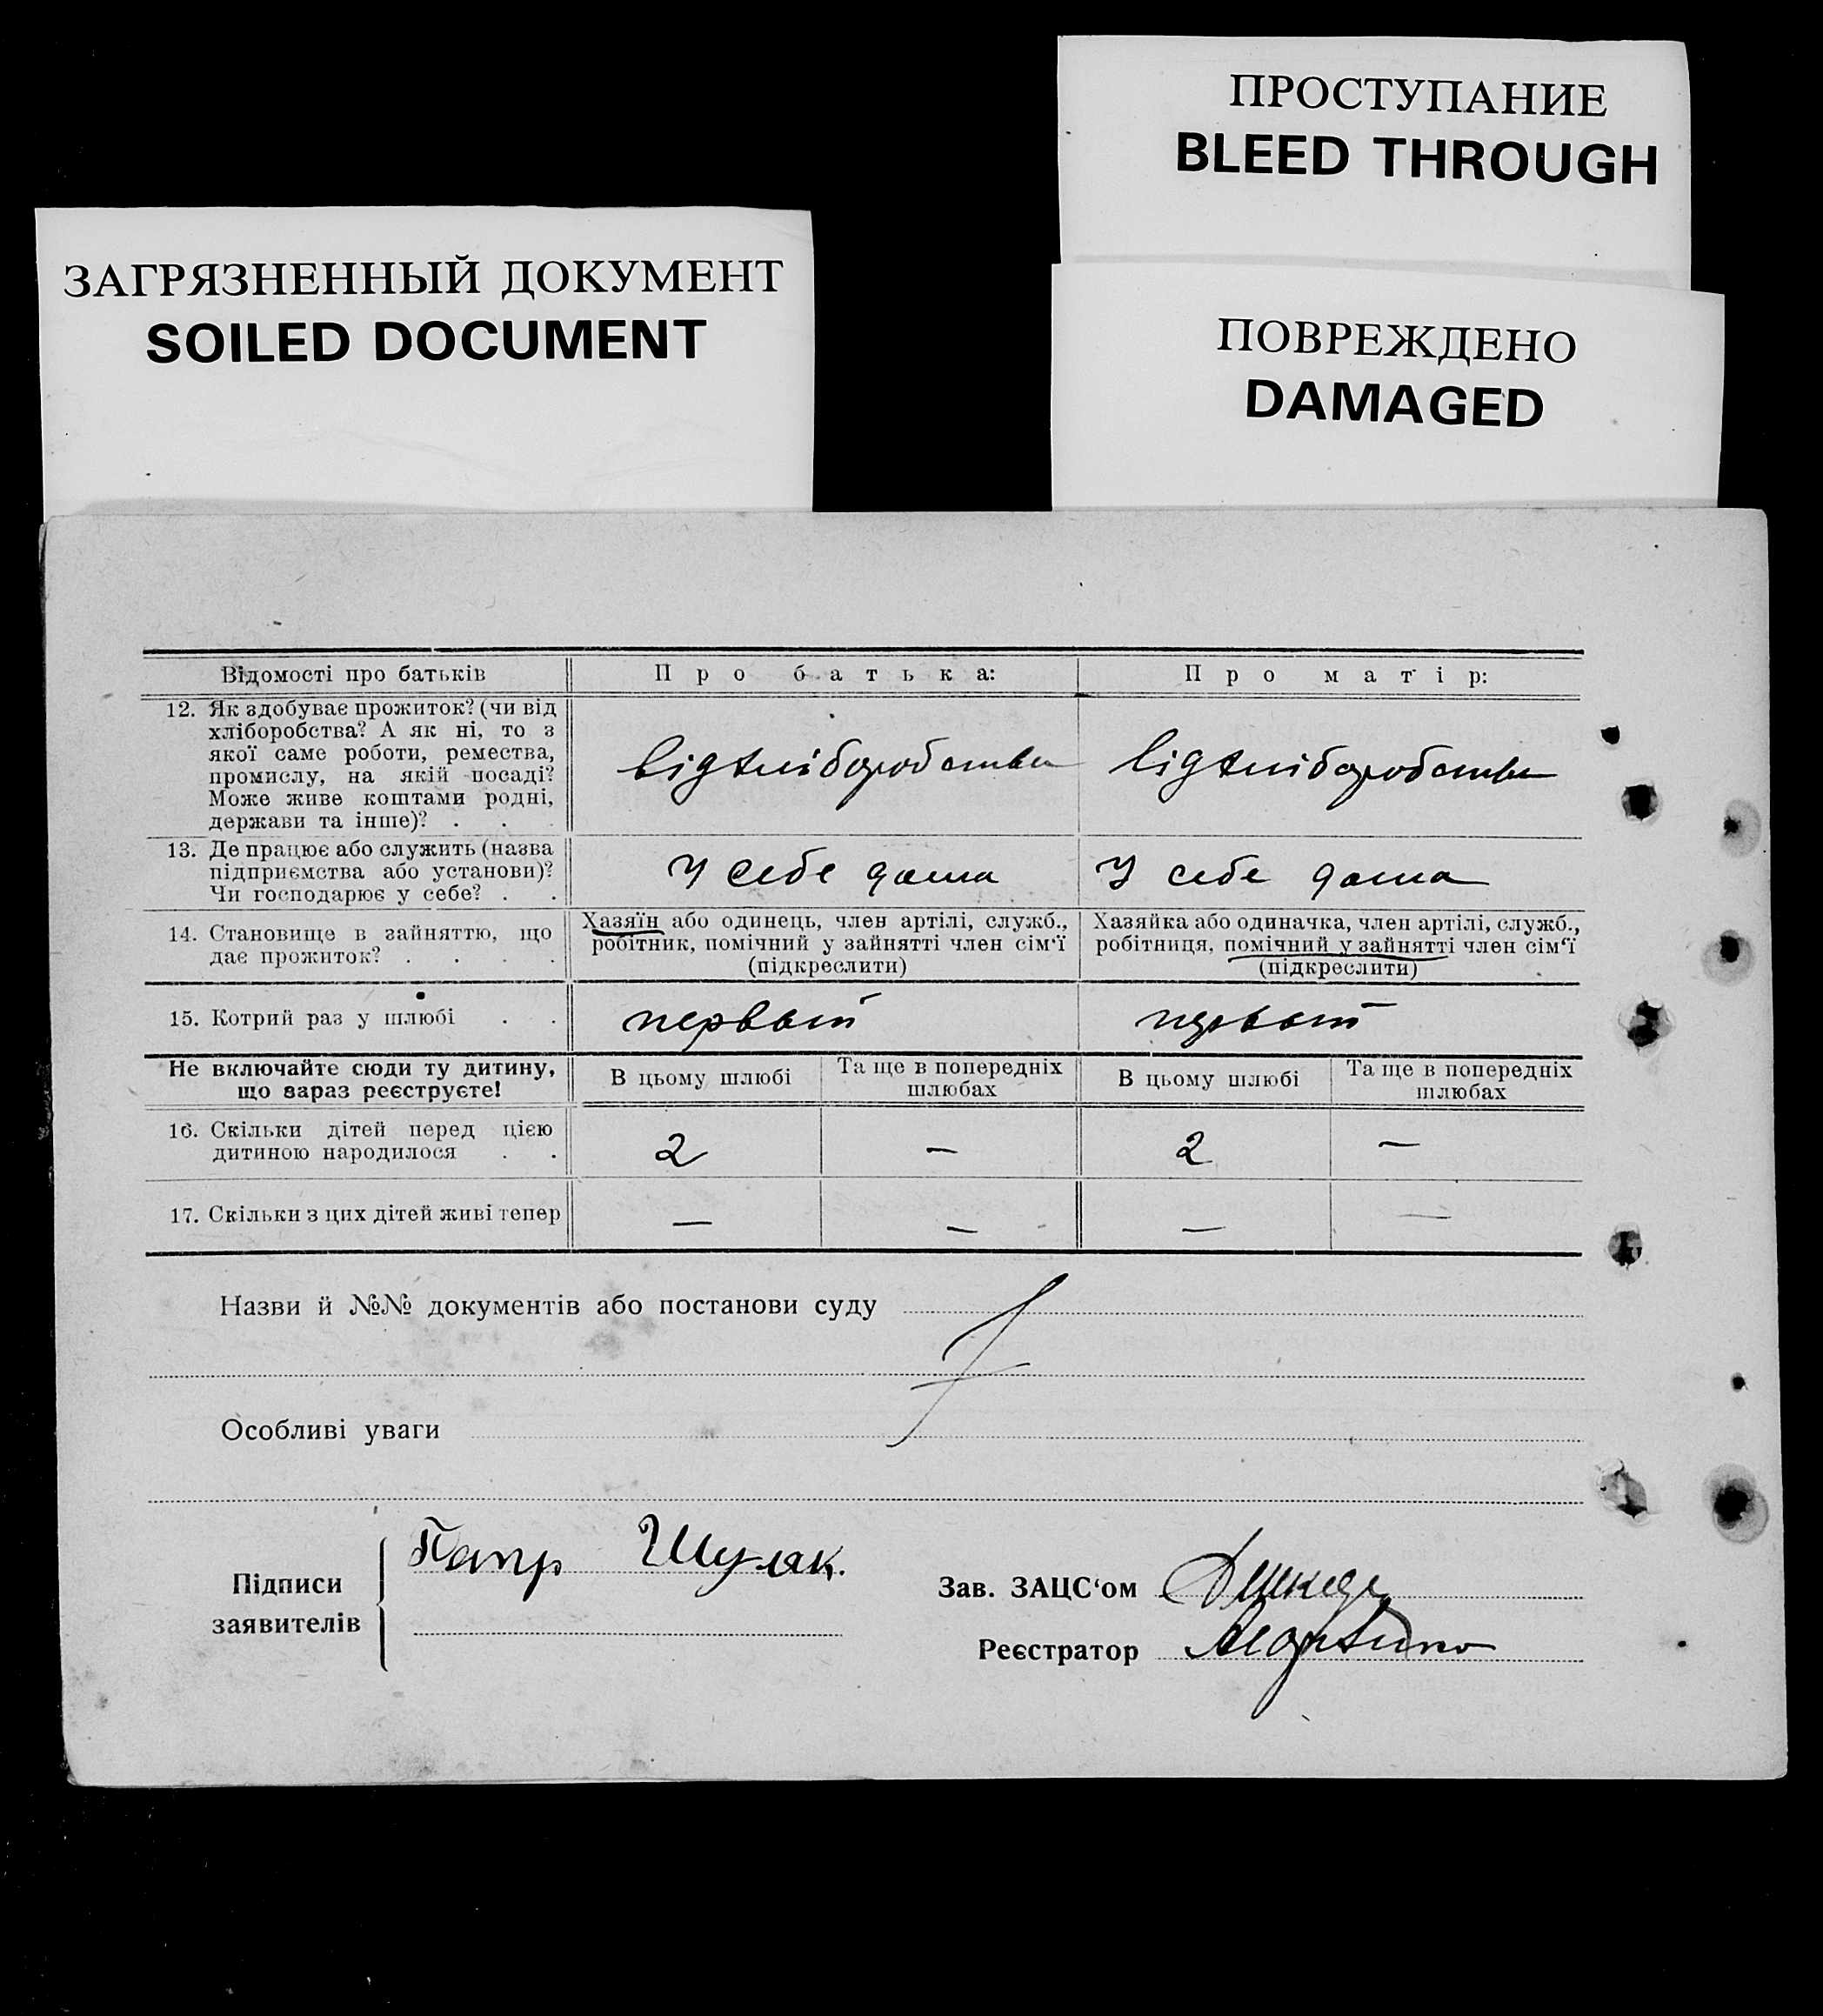 ПРОСТУПАНИЕ
BLEED THROUGH
ЗАГРЯЗНЕННЫЙ ДОКУМЕНТ
SOILED DOCUMENT
ПОВРЕЖДЕНО
DAMAGED
Відомості про батьків
Про батька:
Про матір:
12. Як здобуває прожиток? (чи від
хліборобства? А як ні, то з
якої саме роботи, ремества,
промислу, на якій посаді?
Може живе коштами родні,
держави та інше)? . . .
від хліборобства
від хліборобства
13. Де працює або служить (назва
підприємства або установи)?
Чи господарює у себе? . .
У себе дома
У себе дома
14. Становище в зайняттю, що
дає прожиток? . . . .
Хазяїн або одинець, член артілі, служб.,
робітник, помічний у зайнятті член сім'ї
(підкреслити)
Хазяйка або одиначка, член артілі, служб.,
робітниця, помічний у зайнятті член сім'ї
(підкреслити)
15. Котрий раз у шлюбі . .
первый
первый
Не включайте сюди ту дитину,
що зараз реєструєте!
В цьому шлюбі
Та ще в попередніх
шлюбах
В цьому шлюбі
Та ще в попередніх
шлюбах
16. Скільки дітей перед цією
дитиною народилося . .
2
—
2
—
17. Скільки з цих дітей живі тепер
—
—
—
—
Назви й №№ документів або постанови суду
Особливі уваги
Підписи
заявителів
Шуляк.
Зав. ЗАЦС'ом
Реєстратор